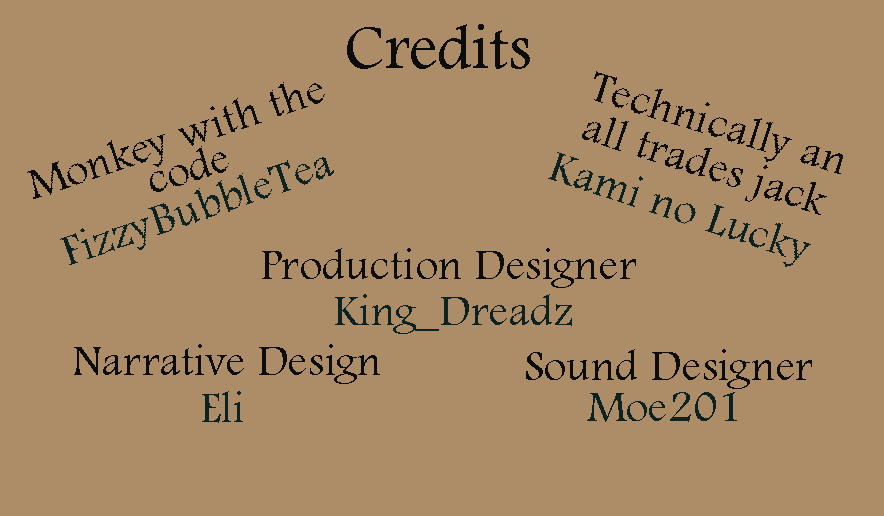 Credits
Monkey with the
code
FizzyBubbleTea
Technically an
all trades jack
Kami no Lucky
Production Designer
King_Dreadz
Narrative Design
Eli
Sound Designer
Moe201